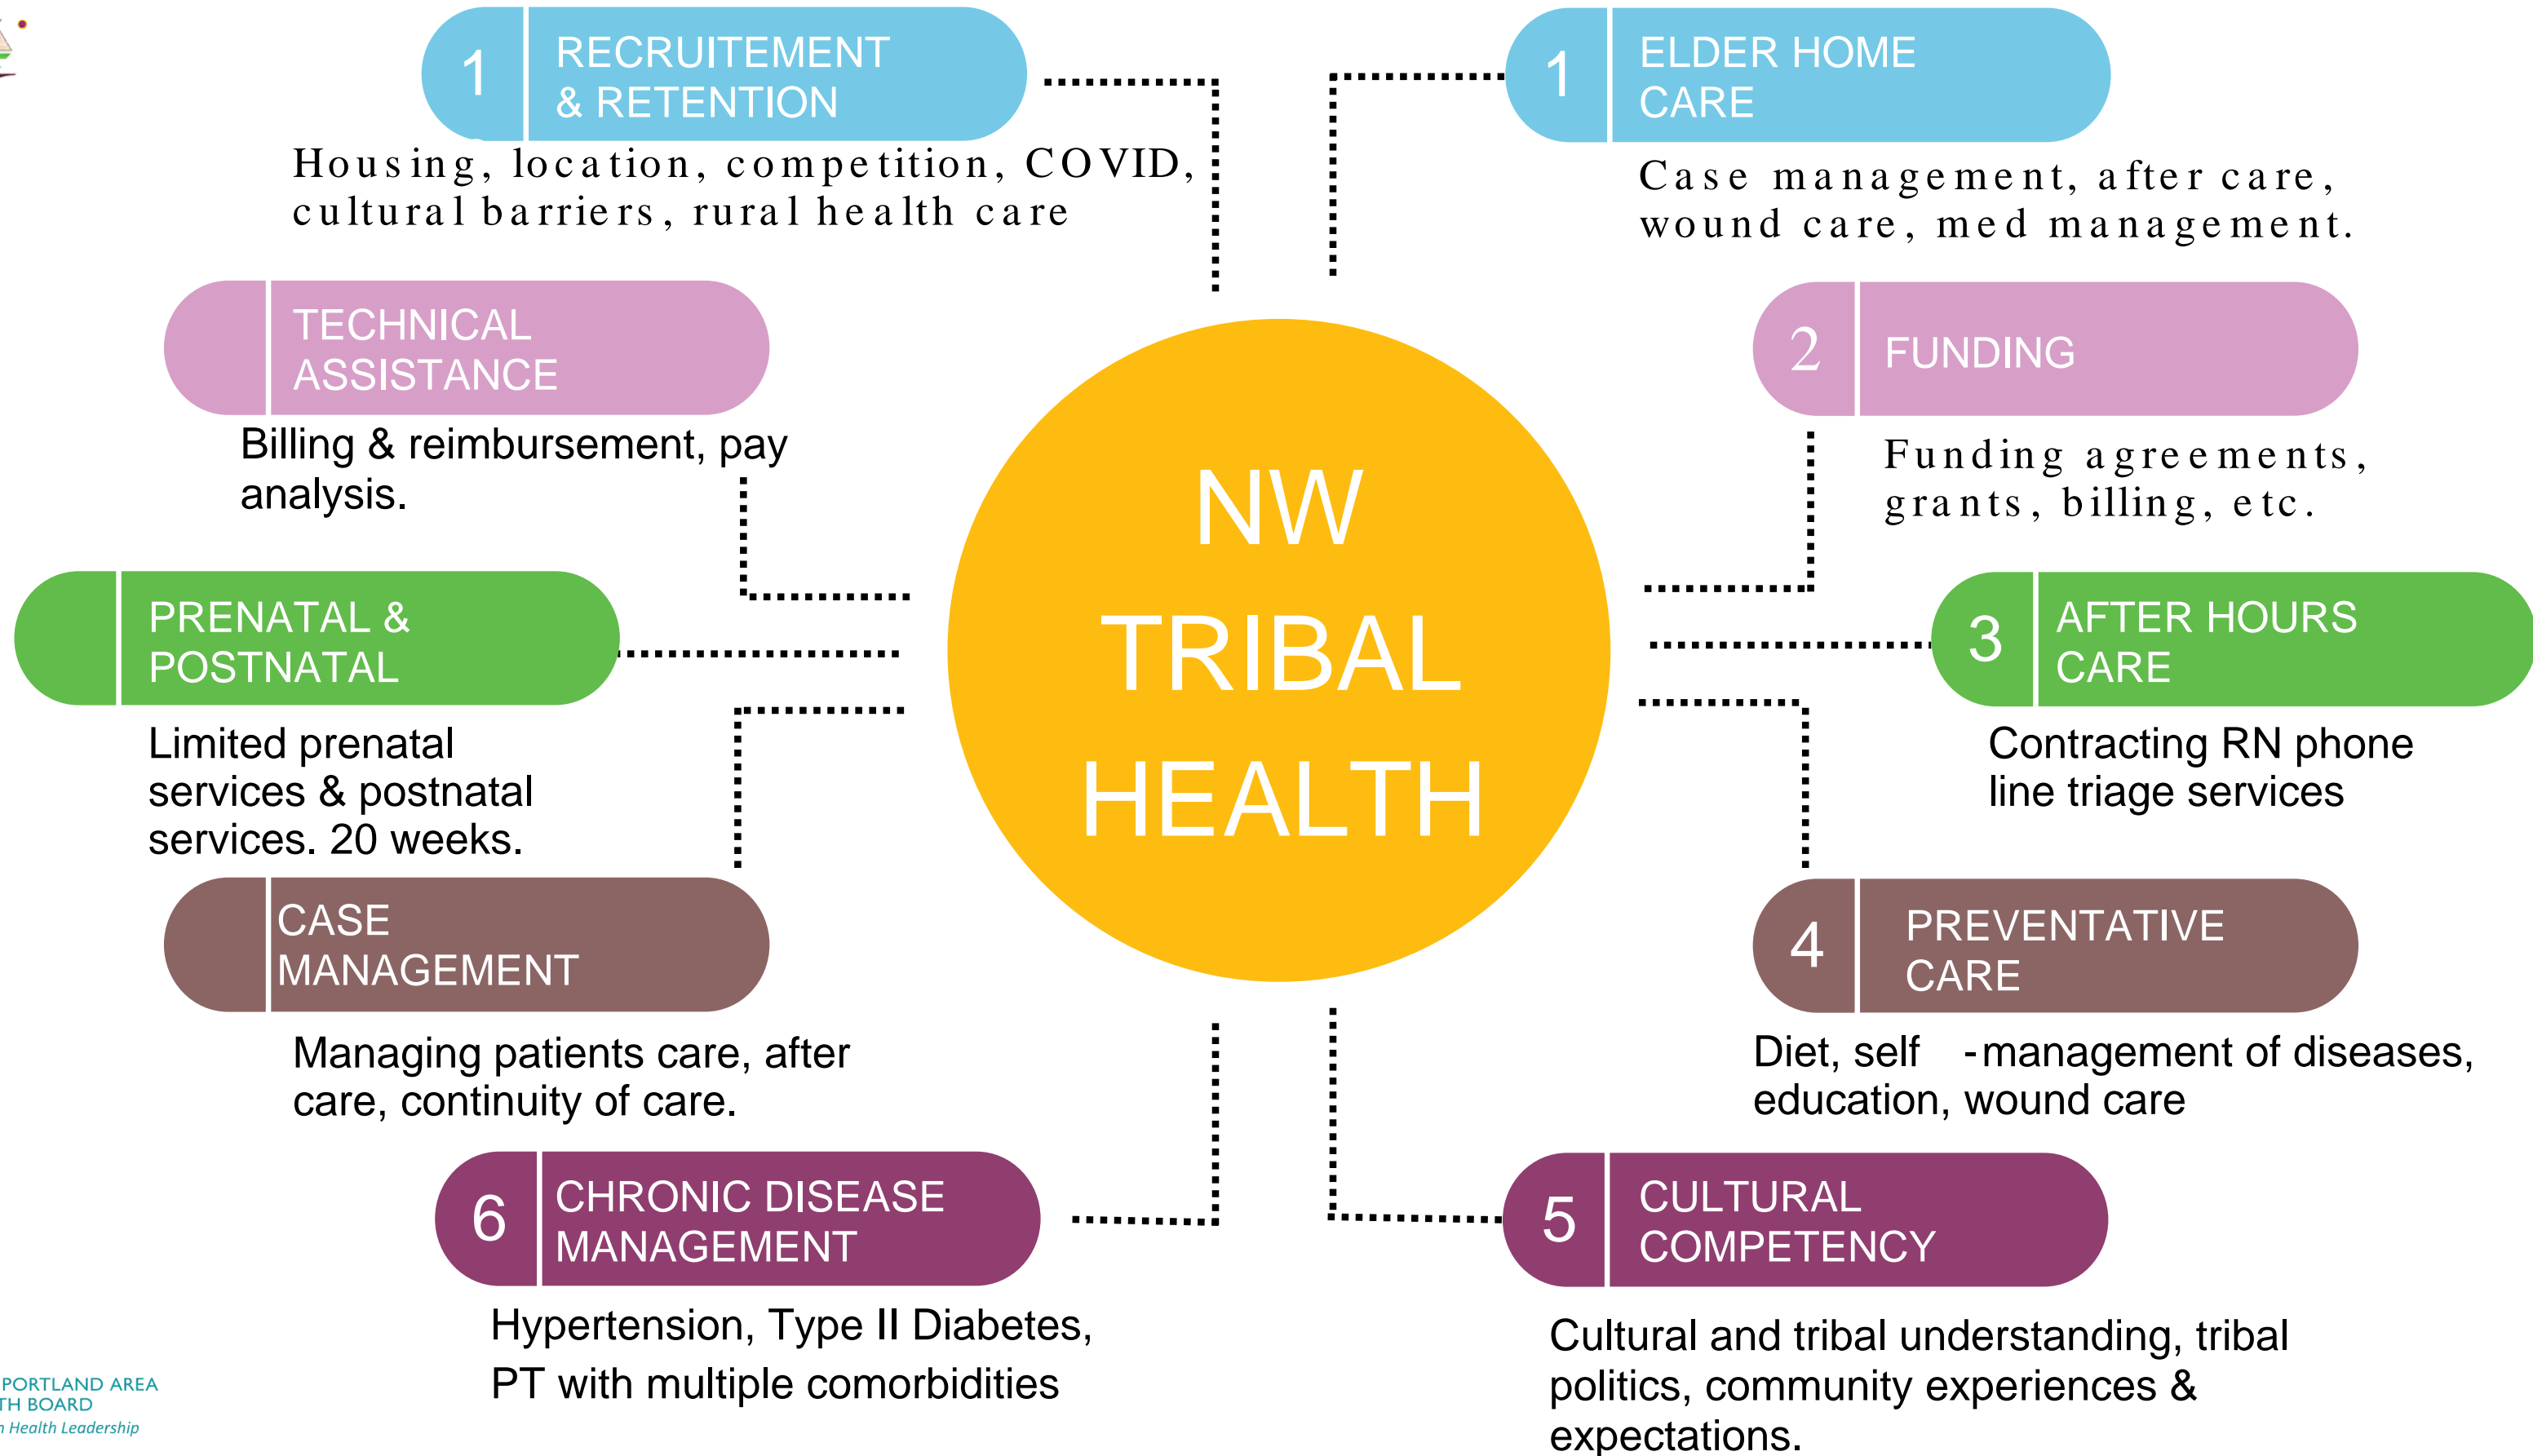 1
RECRUITEMENT
& RETENTION
Housing, location, competition, COVID,
cultural barriers, rural health care
TECHNICAL
ASSISTANCE
Billing & reimbursement, pay
analysis.
PRENATAL &
POSTNATAL
Limited prenatal
services & postnatal
services. 20 weeks.
CASE
MANAGEMENT
Managing patients care, after
care, continuity of care.
6
CHRONIC DISEASE
MANAGEMENT
Hypertension, Type II Diabetes,
PT with multiple comorbidities
NW
TRIBAL
HEALTH
1
ELDER HOME
CARE
Case management, after care,
wound care, med management.
2
FUNDING
Funding agreements,
grants, billing, etc.
3
AFTER HOURS
CARE
Contracting RN phone
line triage services
4
PREVENTATIVE
CARE
Diet, self -management of diseases,
education, wound care
5
CULTURAL
COMPETENCY
Cultural and tribal understanding, tribal
politics, community experiences &
expectations.
PORTLAND AREA
TH BOARD
n Health Leadership